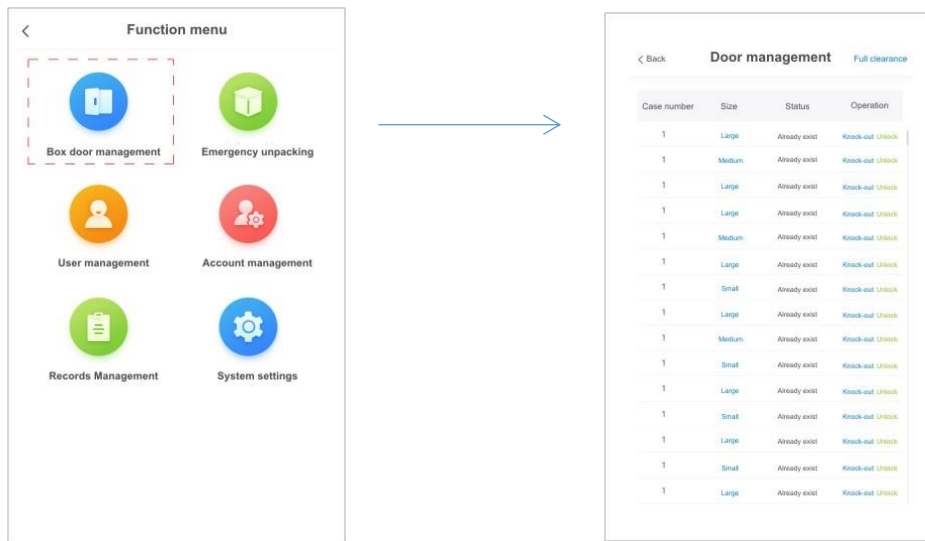 Function menu
Box door management
Emergency unpacking
User management
Account management
Records Management
System settings
Back
Door management
Full clearance
Case number Size Status Operation
1 Large Already exist Knock-out Unlock
1 Medium Already exist Knock-out Unlock
1 Large Already exist Knock-out Unlock
1 Large Already exist Knock-out Unlock
1 Medium Already exist Knock-out Unlock
1 Large Already exist Knock-out Unlock
1 Small Already exist Knock-out Unlock
1 Large Already exist Knock-out Unlock
1 Medium Already exist Knock-out Unlock
1 Small Already exist Knock-out Unlock
1 Large Already exist Knock-out Unlock
1 Small Already exist Knock-out Unlock
1 Large Already exist Knock-out Unlock
1 Small Already exist Knock-out Unlock
1 Large Already exist Knock-out Unlock